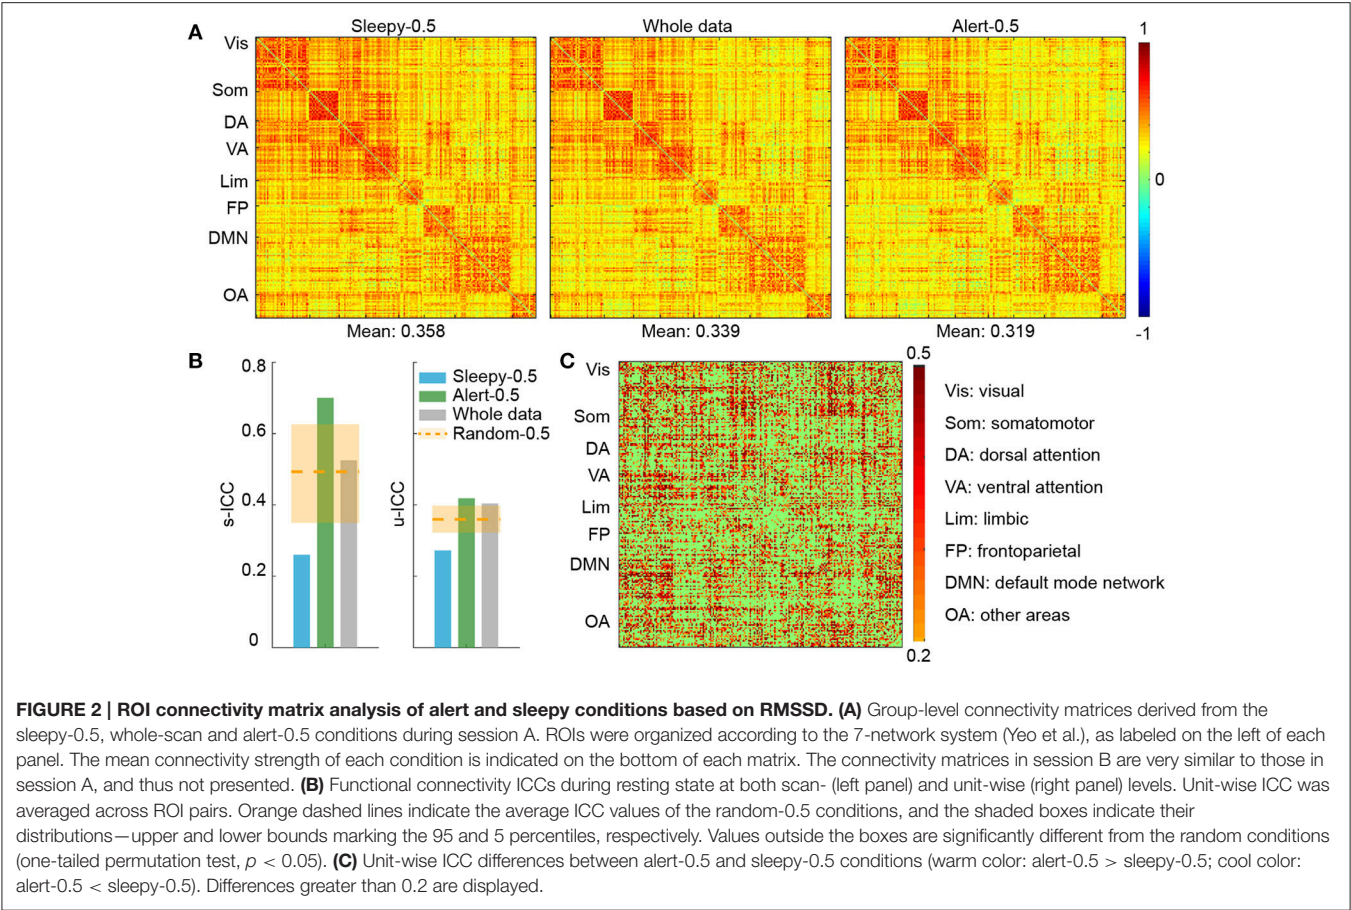 A
Sleepy-0.5
Whole data
Alert-0.5
Vis
Som
DA
VA
Lim
FP
DMN
OA
Mean: 0.358
Mean: 0.339
Mean: 0.319
1
0
-1
B
0.8
0.6
0.4
0.2
0
s-ICC
u-ICC
Sleepy-0.5
Alert-0.5
Whole data
Random-0.5
C
Vis
Som
DA
VA
Lim
FP
DMN
OA
0.5
0.2
Vis: visual
Som: somatomotor
DA: dorsal attention
VA: ventral attention
Lim: limbic
FP: frontoparietal
DMN: default mode network
OA: other areas
FIGURE 2 | ROI connectivity matrix analysis of alert and sleepy conditions based on RMSSD. (A) Group-level connectivity matrices derived from the
sleepy-0.5, whole-scan and alert-0.5 conditions during session A. ROIs were organized according to the 7-network system (Yeo et al.), as labeled on the left of each
panel. The mean connectivity strength of each condition is indicated on the bottom of each matrix. The connectivity matrices in session B are very similar to those in
session A, and thus not presented. (B) Functional connectivity ICCs during resting state at both scan- (left panel) and unit-wise (right panel) levels. Unit-wise ICC was
averaged across ROI pairs. Orange dashed lines indicate the average ICC values of the random-0.5 conditions, and the shaded boxes indicate their
distributions—upper and lower bounds marking the 95 and 5 percentiles, respectively. Values outside the boxes are significantly different from the random conditions
(one-tailed permutation test, p < 0.05). (C) Unit-wise ICC differences between alert-0.5 and sleepy-0.5 conditions (warm color: alert-0.5 > sleepy-0.5; cool color:
alert-0.5 < sleepy-0.5). Differences greater than 0.2 are displayed.